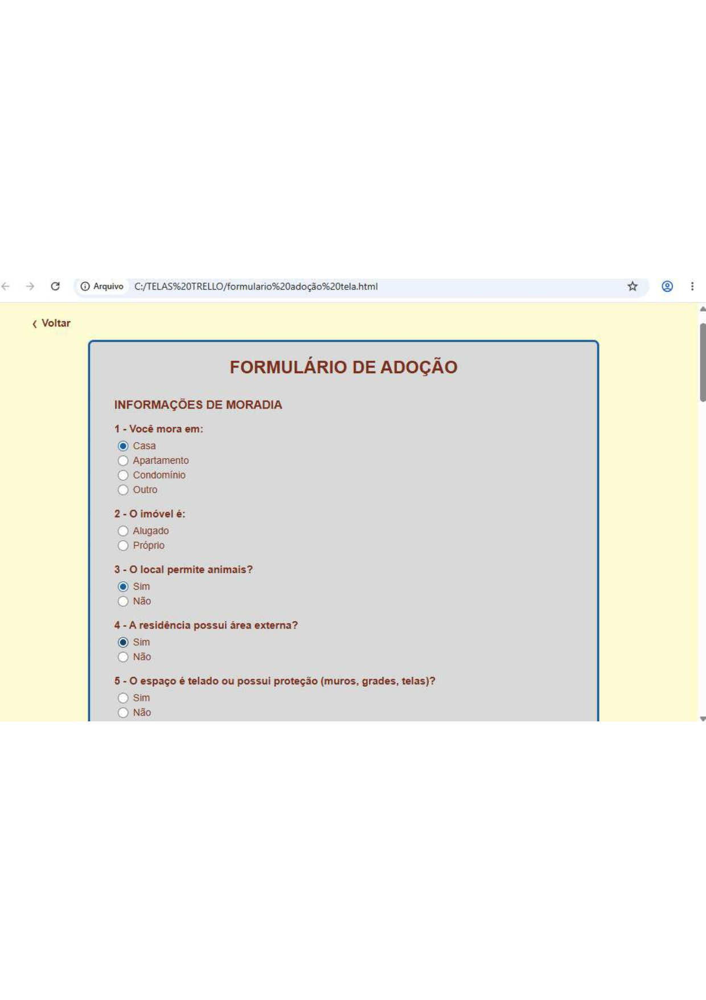 Arquivo C:/TELAS%20TRELLO/formulario%20adoção%20tela.html
‹ Voltar
FORMULÁRIO DE ADOÇÃO
INFORMAÇÕES DE MORADIA
1 - Você mora em:
Casa
Apartamento
Condomínio
Outro
2 - O imóvel é:
Alugado
Próprio
3 - O local permite animais?
Sim
Não
4 - A residência possui área externa?
Sim
Não
5 - O espaço é telado ou possui proteção (muros, grades, telas)?
Sim
Não